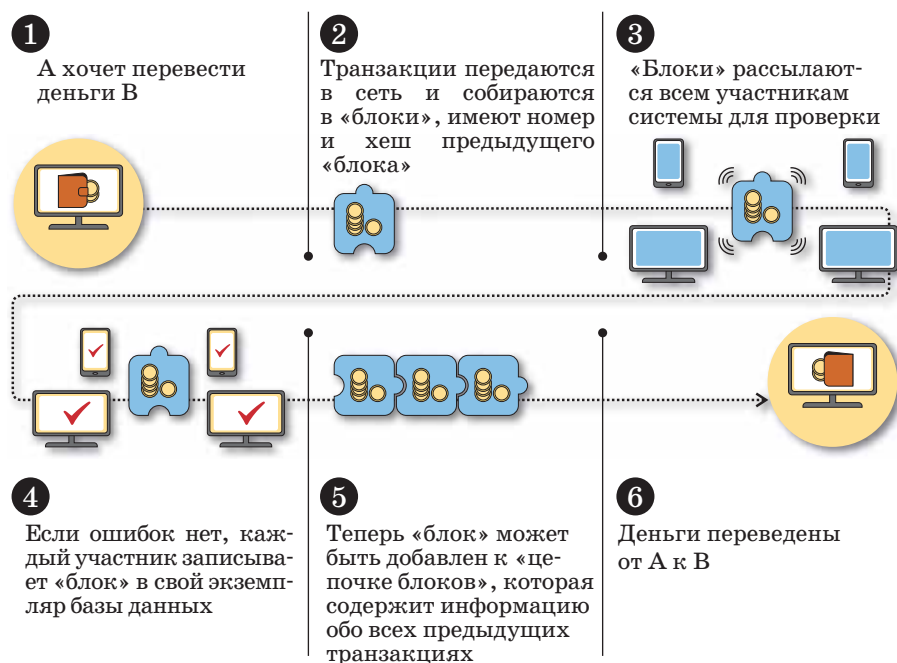 1
А хочет перевести
деньги В
2
Транзакции передаются
в сеть и собираются
в «блоки», имеют номер
и хеш предыдущего
«блока»
3
«Блоки» рассылают-
ся всем участникам
системы для проверки
4
Если ошибок нет, каж-
дый участник записыва-
ет «блок» в свой экземп-
ляр базы данных
5
Теперь «блок» может
быть добавлен к «це-
почке блоков», которая
содержит информацию
обо всех предыдущих
транзакциях
6
Деньги переведены
от А к В